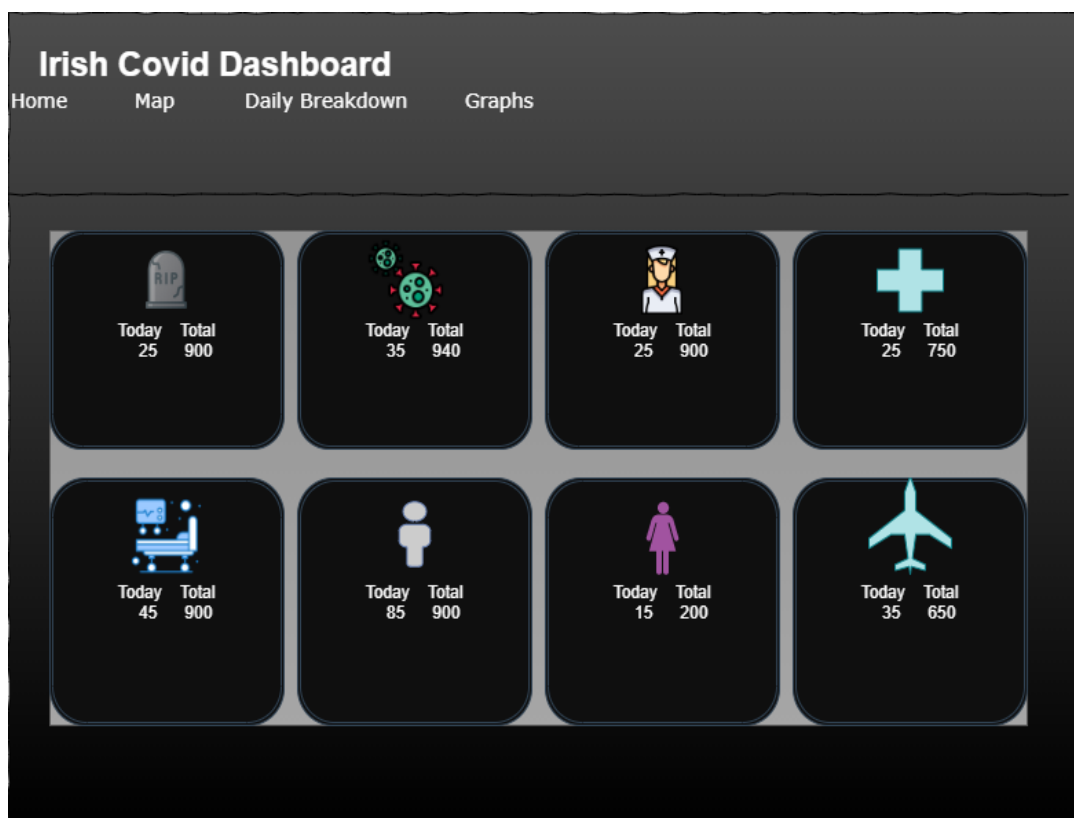 Irish Covid Dashboard
Home Map Daily Breakdown Graphs
RIP
Today Total
25 900
Today Total
35 940
Today Total
25 900
Today Total
25 750
Today Total
45 900
Today Total
85 900
Today Total
15 200
Today Total
35 650